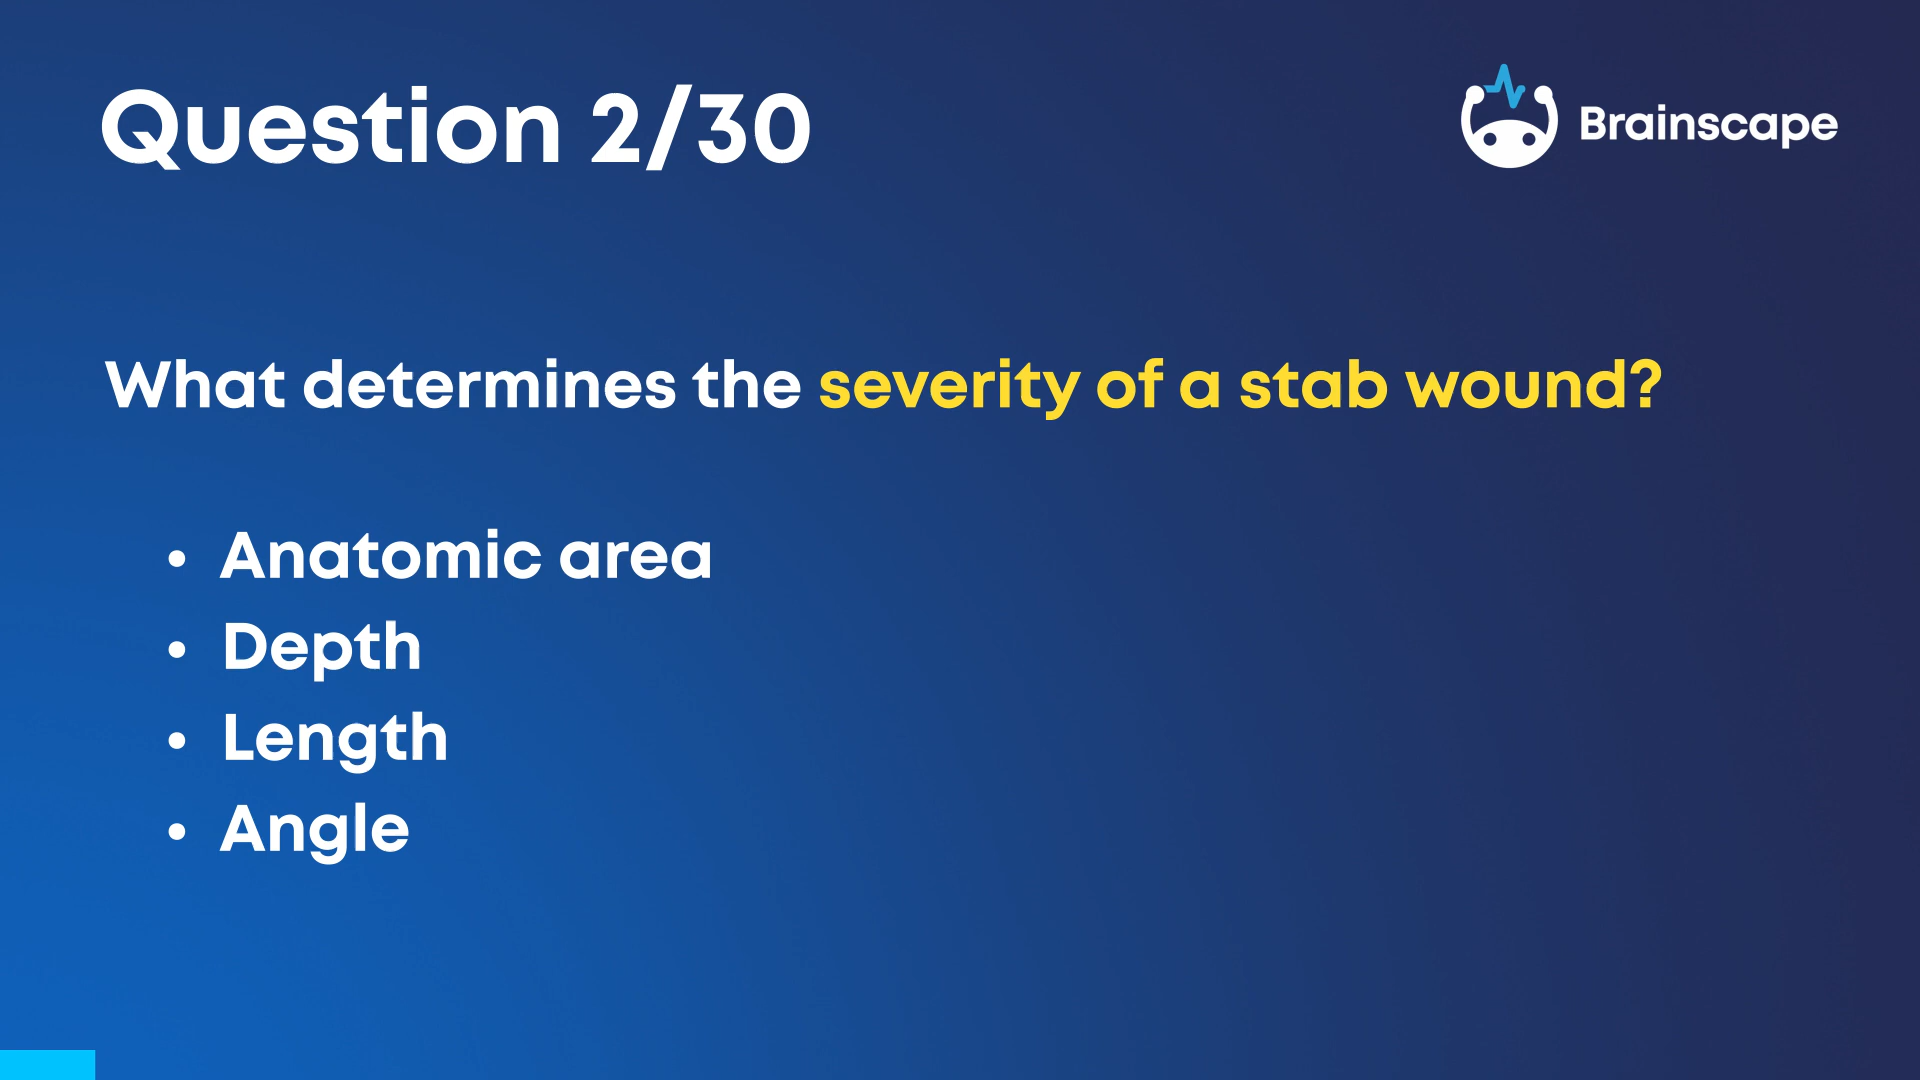 Question 2/30
Brainscape
What determines the severity of a stab wound?
• Anatomic area
• Depth
• Length
• Angle